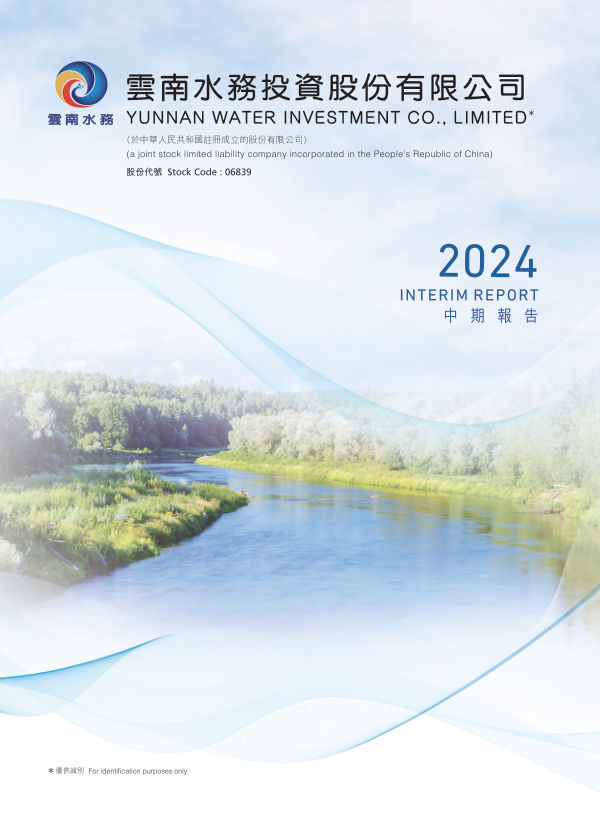 雲南水務
雲南水務投資股份有限公司
YUNNAN WATER INVESTMENT CO., LIMITED*
(於中華人民共和國註冊成立的股份有限公司)
(a joint stock limited liability company incorporated in the People's Republic of China)
股份代號 Stock Code : 06839
2024
INTERIM REPORT
中期報告
* 僅供識別 For identification purposes only